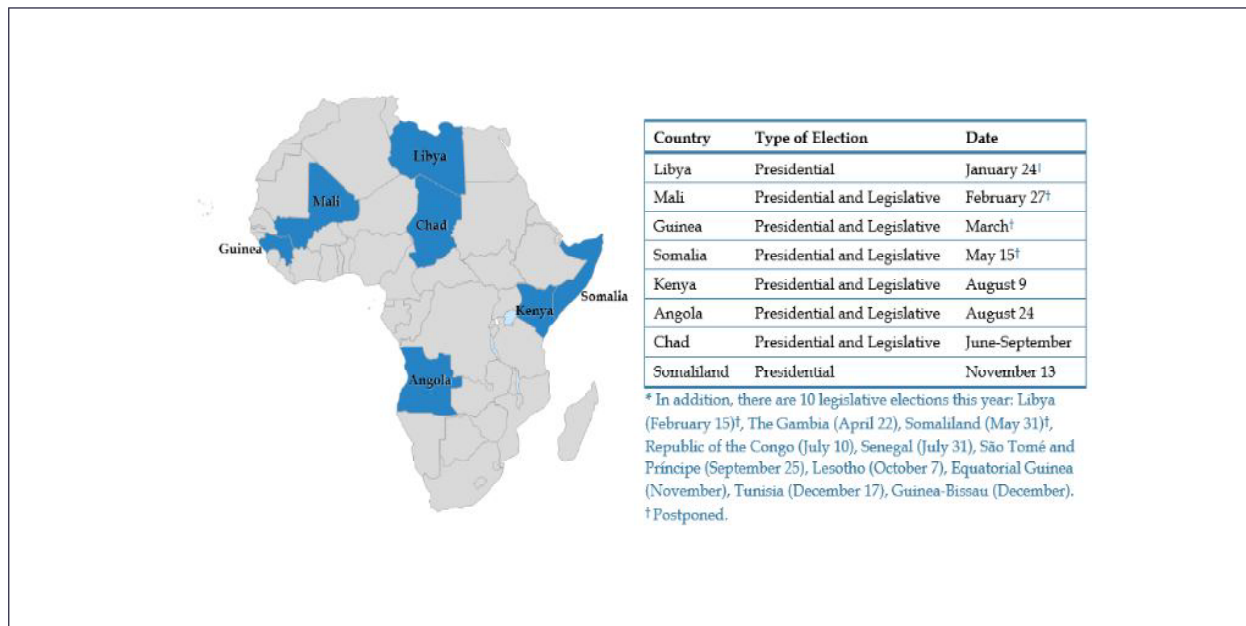 Libya
Mali
Chad
Guinea
Somalia
Kenya
Angola
Country Type of Election Date
Libya Presidential January 24†
Mali Presidential and Legislative February 27†
Guinea Presidential and Legislative March†
Somalia Presidential and Legislative May 15†
Kenya Presidential and Legislative August 9
Angola Presidential and Legislative August 24
Chad Presidential and Legislative June-September
Somaliland Presidential November 13
* In addition, there are 10 legislative elections this year: Libya
(February 15)†, The Gambia (April 22), Somaliland (May 31)†,
Republic of the Congo (July 10), Senegal (July 31), São Tomé and
Príncipe (September 25), Lesotho (October 7), Equatorial Guinea
(November), Tunisia (December 17), Guinea-Bissau (December).
† Postponed.